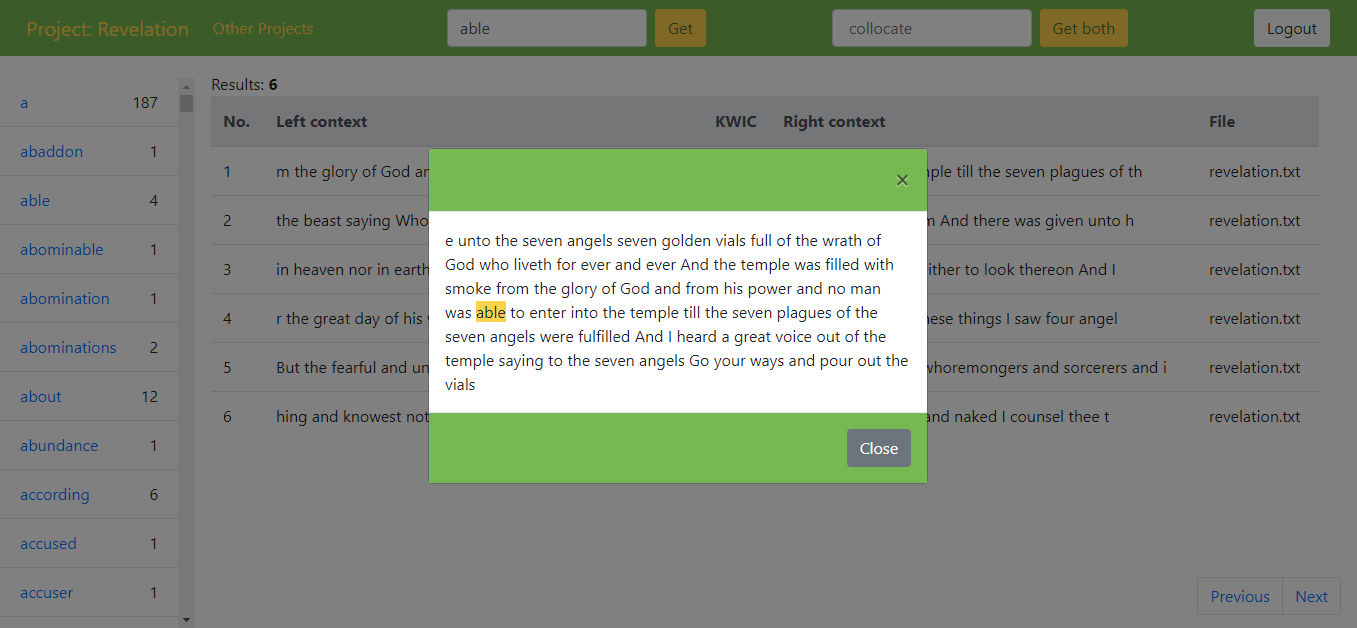 Project: Revelation Other Projects able Get collocate Get both Logout
Results: 6
a 187
abaddon 1
able 4
abominable 1
abomination 1
abominations 2
about 12
abundance 1
according 6
accused 1
accuser 1
No. Left context KWIC Right context File
1 m the glory of God an mple till the seven plagues of th revelation.txt
2 the beast saying Who m And there was given unto h revelation.txt
3 in heaven nor in earth either to look thereon And I revelation.txt
4 r the great day of his hese things I saw four angel revelation.txt
5 But the fearful and un whoremongers and sorcerers and i revelation.txt
6 hing and knowest not and naked I counsel thee t revelation.txt
×
e unto the seven angels seven golden vials full of the wrath of
God who liveth for ever and ever And the temple was filled with
smoke from the glory of God and from his power and no man
was able to enter into the temple till the seven plagues of the
seven angels were fulfilled And I heard a great voice out of the
temple saying to the seven angels Go your ways and pour out the
vials
Close
Previous Next